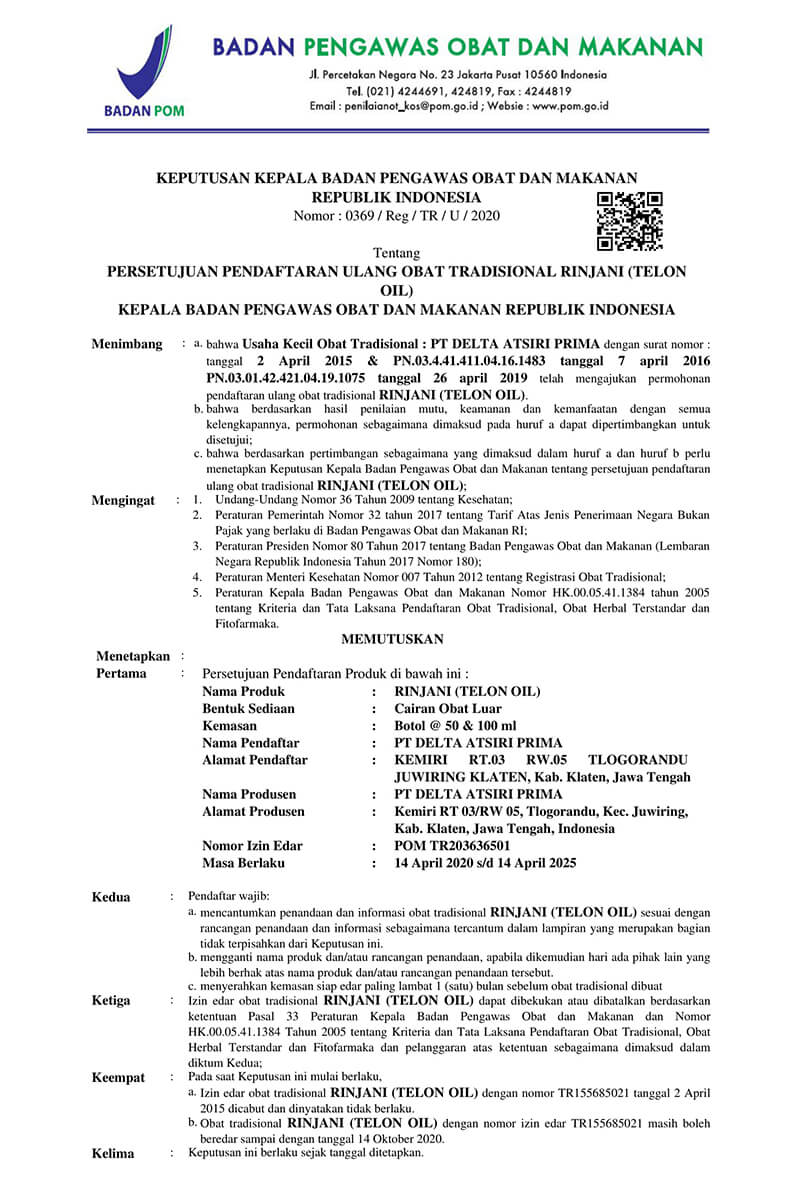 BADAN POM
BADAN PENGAWAS OBAT DAN MAKANAN
Jl. Percetakan Negara No. 23 Jakarta Pusat 10560 Indonesia
Tel. (021) 4244691, 424819, Fax : 4244819
Email : penilaianot_kos@pom.go.id ; Websie : www.pom.go.id
KEPUTUSAN KEPALA BADAN PENGAWAS OBAT DAN MAKANAN
REPUBLIK INDONESIA
Nomor : 0369 / Reg / TR / U / 2020
Tentang
PERSETUJUAN PENDAFTARAN ULANG OBAT TRADISIONAL RINJANI (TELON
OIL)
KEPALA BADAN PENGAWAS OBAT DAN MAKANAN REPUBLIK INDONESIA
Menimbang : a. bahwa Usaha Kecil Obat Tradisional : PT DELTA ATSIRI PRIMA dengan surat nomor :
tanggal 2 April 2015 & PN.03.4.41.411.04.16.1483 tanggal 7 april 2016
PN.03.01.42.421.04.19.1075 tanggal 26 april 2019 telah mengajukan permohonan
pendaftaran ulang obat tradisional RINJANI (TELON OIL).
b. bahwa berdasarkan hasil penilaian mutu, keamanan dan kemanfaatan dengan semua
kelengkapannya, permohonan sebagaimana dimaksud pada huruf a dapat dipertimbangkan untuk
disetujui;
c. bahwa berdasarkan pertimbangan sebagaimana yang dimaksud dalam huruf a dan huruf b perlu
menetapkan Keputusan Kepala Badan Pengawas Obat dan Makanan tentang persetujuan pendaftaran
ulang obat tradisional RINJANI (TELON OIL);
Mengingat : 1. Undang-Undang Nomor 36 Tahun 2009 tentang Kesehatan;
2. Peraturan Pemerintah Nomor 32 tahun 2017 tentang Tarif Atas Jenis Penerimaan Negara Bukan
Pajak yang berlaku di Badan Pengawas Obat dan Makanan RI;
3. Peraturan Presiden Nomor 80 Tahun 2017 tentang Badan Pengawas Obat dan Makanan (Lembaran
Negara Republik Indonesia Tahun 2017 Nomor 180);
4. Peraturan Menteri Kesehatan Nomor 007 Tahun 2012 tentang Registrasi Obat Tradisional;
5. Peraturan Kepala Badan Pengawas Obat dan Makanan Nomor HK.00.05.41.1384 tahun 2005
tentang Kriteria dan Tata Laksana Pendaftaran Obat Tradisional, Obat Herbal Terstandar dan
Fitofarmaka.
MEMUTUSKAN
Menetapkan :
Pertama : Persetujuan Pendaftaran Produk di bawah ini :
Nama Produk : RINJANI (TELON OIL)
Bentuk Sediaan : Cairan Obat Luar
Kemasan : Botol @ 50 & 100 ml
Nama Pendaftar : PT DELTA ATSIRI PRIMA
Alamat Pendaftar : KEMIRI RT.03 RW.05 TLOGORANDU
JUWIRING KLATEN, Kab. Klaten, Jawa Tengah
Nama Produsen : PT DELTA ATSIRI PRIMA
Alamat Produsen : Kemiri RT 03/RW 05, Tlogorandu, Kec. Juwiring,
Kab. Klaten, Jawa Tengah, Indonesia
Nomor Izin Edar : POM TR203636501
Masa Berlaku : 14 April 2020 s/d 14 April 2025
Kedua : Pendaftar wajib:
a. mencantumkan penandaan dan informasi obat tradisional RINJANI (TELON OIL) sesuai dengan
rancangan penandaan dan informasi sebagaimana tercantum dalam lampiran yang merupakan bagian
tidak terpisahkan dari Keputusan ini.
b. mengganti nama produk dan/atau rancangan penandaan, apabila dikemudian hari ada pihak lain yang
lebih berhak atas nama produk dan/atau rancangan penandaan tersebut.
c. menyerahkan kemasan siap edar paling lambat 1 (satu) bulan sebelum obat tradisional dibuat
Ketiga : Izin edar obat tradisional RINJANI (TELON OIL) dapat dibekukan atau dibatalkan berdasarkan
ketentuan Pasal 33 Peraturan Kepala Badan Pengawas Obat dan Makanan dan Nomor
HK.00.05.41.1384 Tahun 2005 tentang Kriteria dan Tata Laksana Pendaftaran Obat Tradisional, Obat
Herbal Terstandar dan Fitofarmaka dan pelanggaran atas ketentuan sebagaimana dimaksud dalam
diktum Kedua;
Keempat : Pada saat Keputusan ini mulai berlaku,
a. Izin edar obat tradisional RINJANI (TELON OIL) dengan nomor TR155685021 tanggal 2 April
2015 dicabut dan dinyatakan tidak berlaku.
b. Obat tradisional RINJANI (TELON OIL) dengan nomor izin edar TR155685021 masih boleh
beredar sampai dengan tanggal 14 Oktober 2020.
Kelima : Keputusan ini berlaku sejak tanggal ditetapkan.